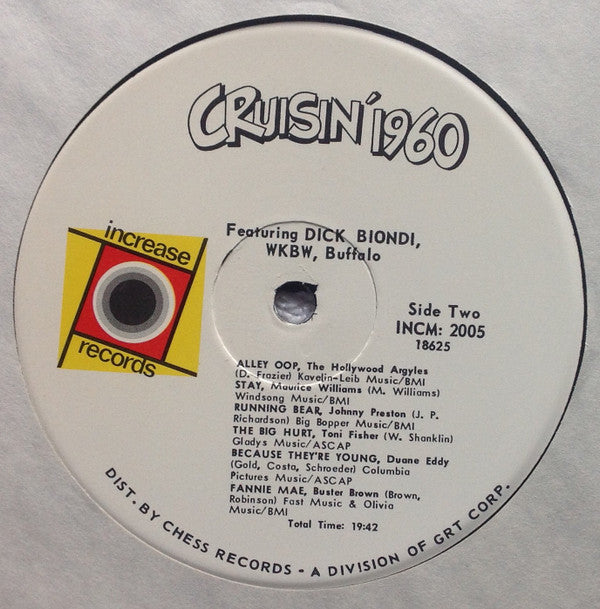 CRUISIN' 1960
Featuring DICK BIONDI,
WKBW, Buffalo
increase
records
Side Two
INCM: 2005
18625
ALLEY OOP, The Hollywood Argyles
(D. Frazier) Kavelin-Leib Music/BMI
STAY, Maurice Williams (M. Williams)
Windsong Music/BMI
RUNNING BEAR, Johnny Preston (J. P.
Richardson) Big Bopper Music/BMI
THE BIG HURT, Toni Fisher (W. Shanklin)
Gladys Music/ASCAP
BECAUSE THEY'RE YOUNG, Duane Eddy
(Gold, Costa, Schroeder) Columbia
Pictures Music/ASCAP
FANNIE MAE, Buster Brown (Brown,
Robinson) Fast Music & Olivia
Music/BMI
Total Time: 19:42
DIST. BY CHESS RECORDS - A DIVISION OF GRT CORP.